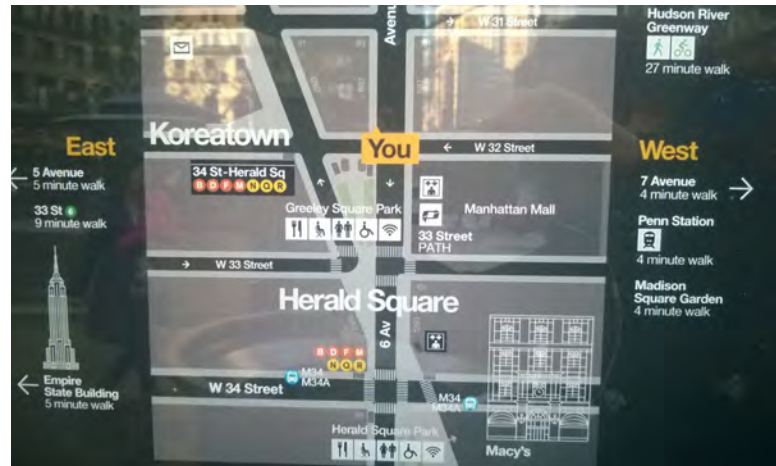 Avenue
W 31 Street
Hudson River
Greenway
27 minute walk
East
Koreatown
You
W 32 Street
West
5 Avenue
5 minute walk
33 St 6
9 minute walk
34 St-Herald Sq
B D F M N Q R
Greeley Square Park
Manhattan Mall
33 Street
PATH
7 Avenue
4 minute walk
Penn Station
4 minute walk
W 33 Street
Madison
Square Garden
4 minute walk
Herald Square
6 Av
B D F M
N Q R
M34
M34A
Empire
State Building
5 minute walk
W 34 Street
M34
M34A
Herald Square Park
Macy's